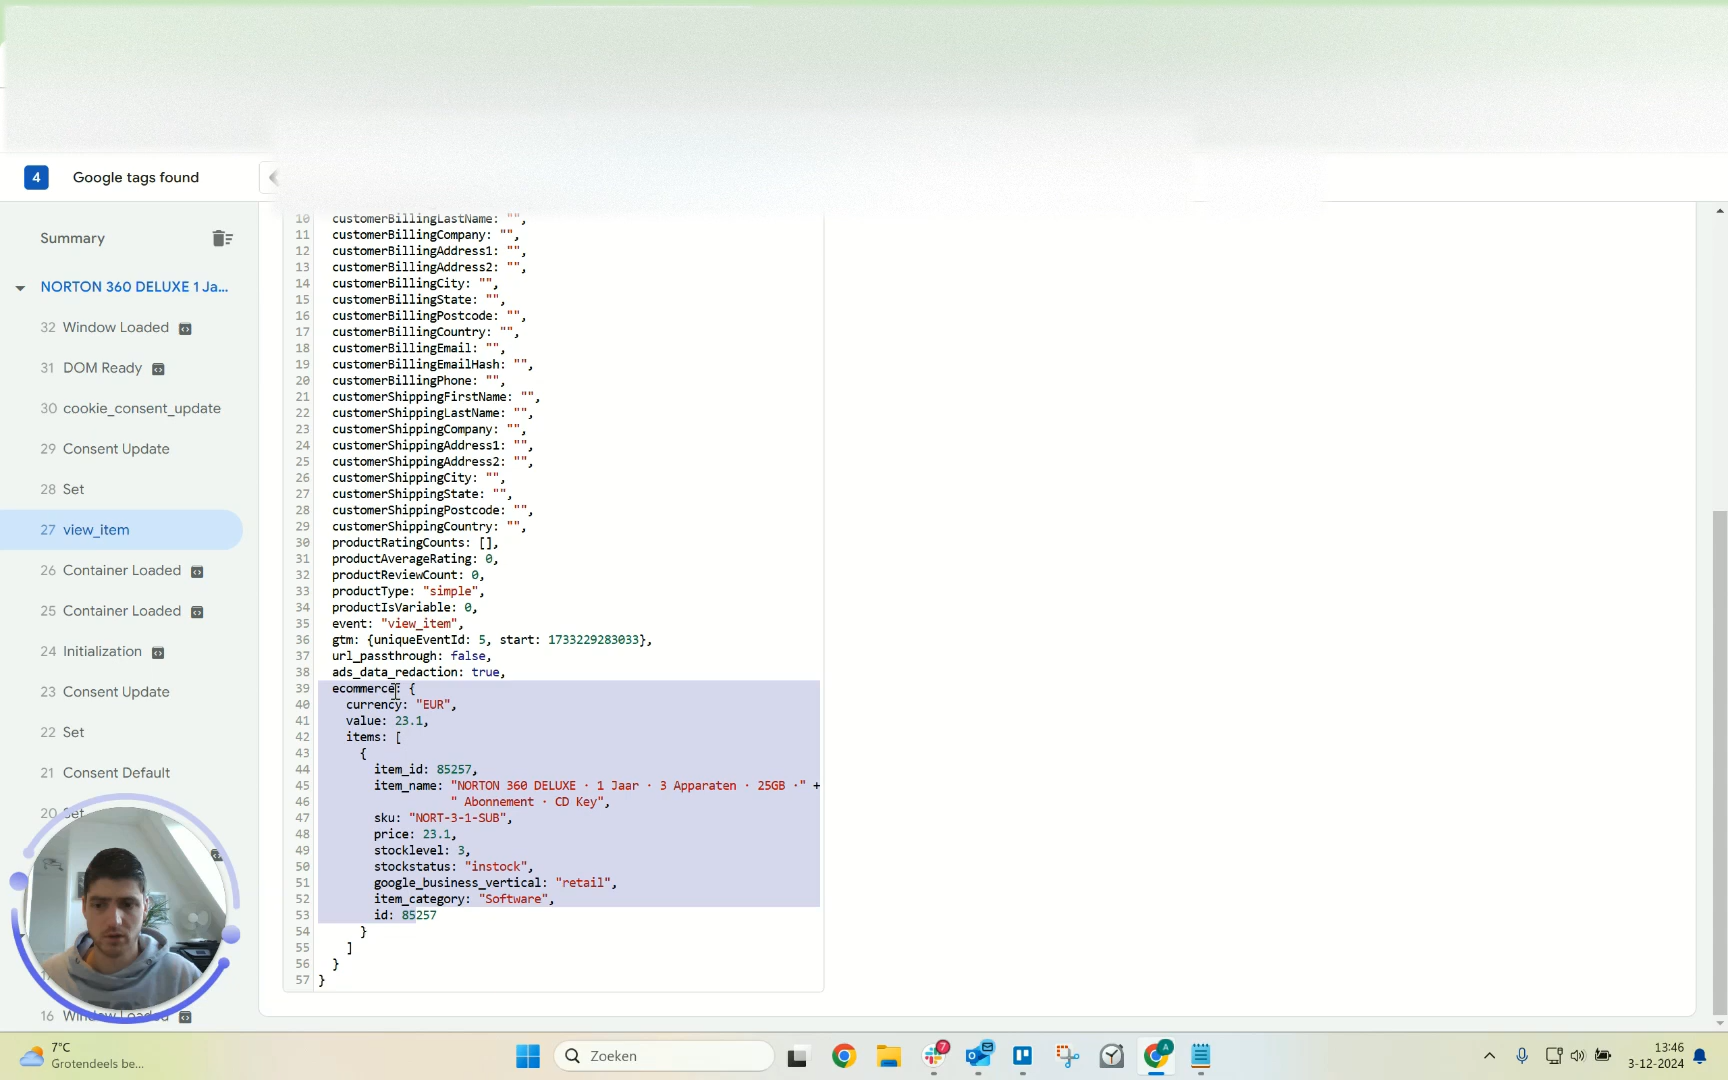 4 Google tags found
Summary
NORTON 360 DELUXE 1 Ja...
32 Window Loaded
31 DOM Ready
30 cookie_consent_update
29 Consent Update
28 Set
27 view_item
26 Container Loaded
25 Container Loaded
24 Initialization
23 Consent Update
22 Set
21 Consent Default
20 Set
16 Window Loaded
10 customerBillingLastName: "",
11 customerBillingCompany: "",
12 customerBillingAddress1: "",
13 customerBillingAddress2: "",
14 customerBillingCity: "",
15 customerBillingState: "",
16 customerBillingPostcode: "",
17 customerBillingCountry: "",
18 customerBillingEmail: "",
19 customerBillingEmailHash: "",
20 customerBillingPhone: "",
21 customerShippingFirstName: "",
22 customerShippingLastName: "",
23 customerShippingCompany: "",
24 customerShippingAddress1: "",
25 customerShippingAddress2: "",
26 customerShippingCity: "",
27 customerShippingState: "",
28 customerShippingPostcode: "",
29 customerShippingCountry: "",
30 productRatingCounts: [],
31 productAverageRating: 0,
32 productReviewCount: 0,
33 productType: "simple",
34 productIsVariable: 0,
35 event: "view_item",
36 gtm: {uniqueEventId: 5, start: 1733229283033},
37 url_passthrough: false,
38 ads_data_redaction: true,
39 ecommerce: {
40 currency: "EUR",
41 value: 23.1,
42 items: [
43 {
44 item_id: 85257,
45 item_name: "NORTON 360 DELUXE · 1 Jaar · 3 Apparaten · 25GB ·" +
46 " Abonnement · CD Key",
47 sku: "NORT-3-1-SUB",
48 price: 23.1,
49 stocklevel: 3,
50 stockstatus: "instock",
51 google_business_vertical: "retail",
52 item_category: "Software",
53 id: 85257
54 }
55 ]
56 }
57 }
7°C
Grotendeels be...
Zoeken
7
A
13:46
3-12-2024